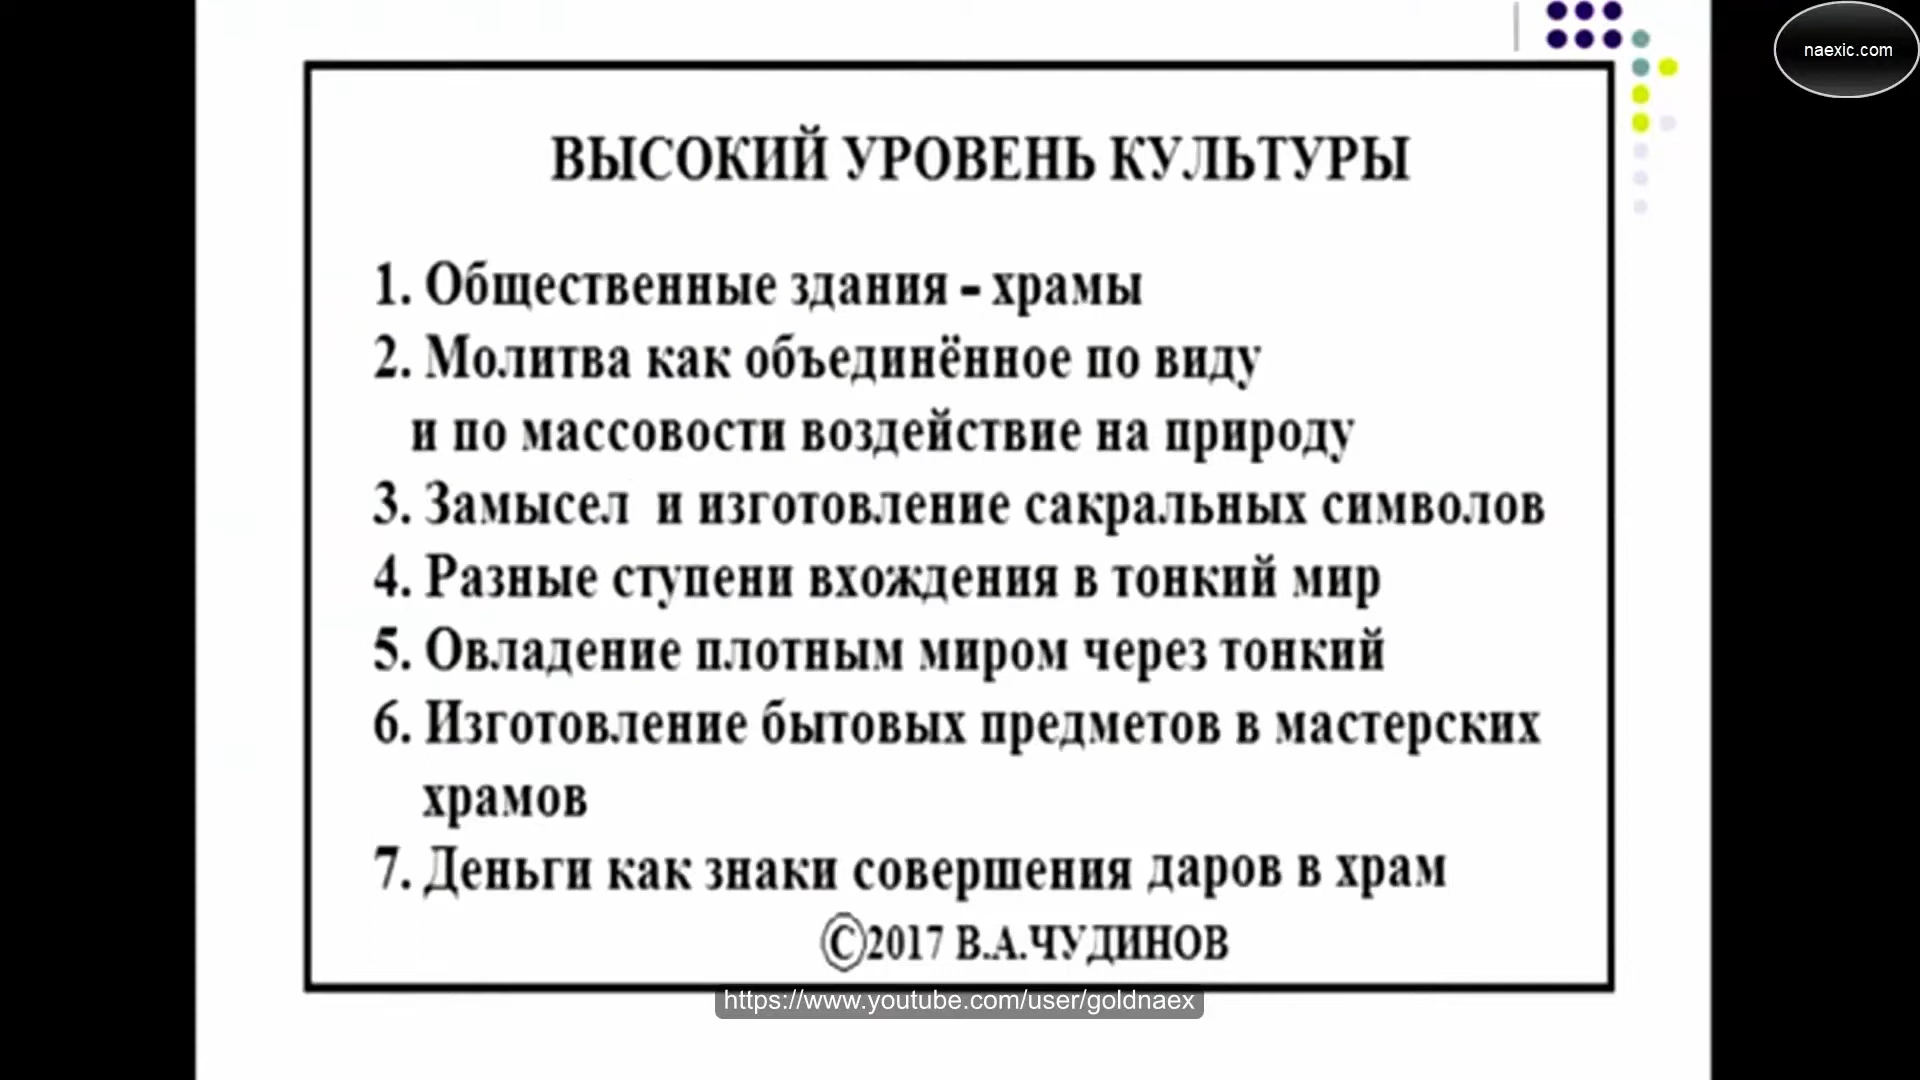 naexic.com
ВЫСОКИЙ УРОВЕНЬ КУЛЬТУРЫ
1. Общественные здания - храмы
2. Молитва как объединённое по виду
и по массовости воздействие на природу
3. Замысел и изготовление сакральных символов
4. Разные ступени вхождения в тонкий мир
5. Овладение плотным миром через тонкий
6. Изготовление бытовых предметов в мастерских
храмов
7. Деньги как знаки совершения даров в храм
©2017 В.А.ЧУДИНОВ
https://www.youtube.com/user/goldnaex